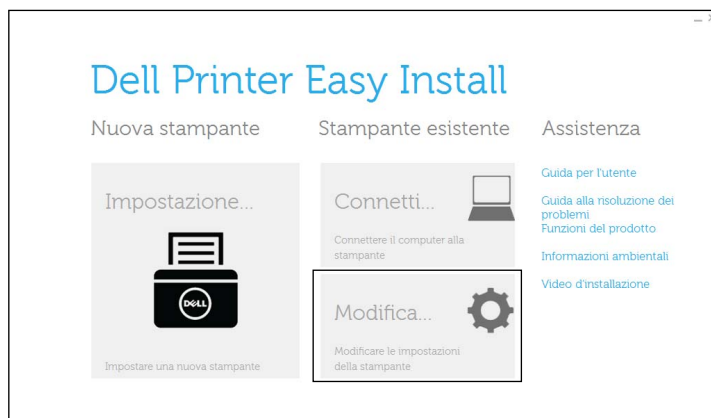 Dell Printer Easy Install
Nuova stampante
Impostazione...
DELL
Impostare una nuova stampante
Stampante esistente
Connetti...
Connettere il computer alla
stampante
Modifica...
Modificare le impostazioni
della stampante
Assistenza
Guida per l'utente
Guida alla risoluzione dei
problemi
Funzioni del prodotto
Informazioni ambientali
Video d'installazione